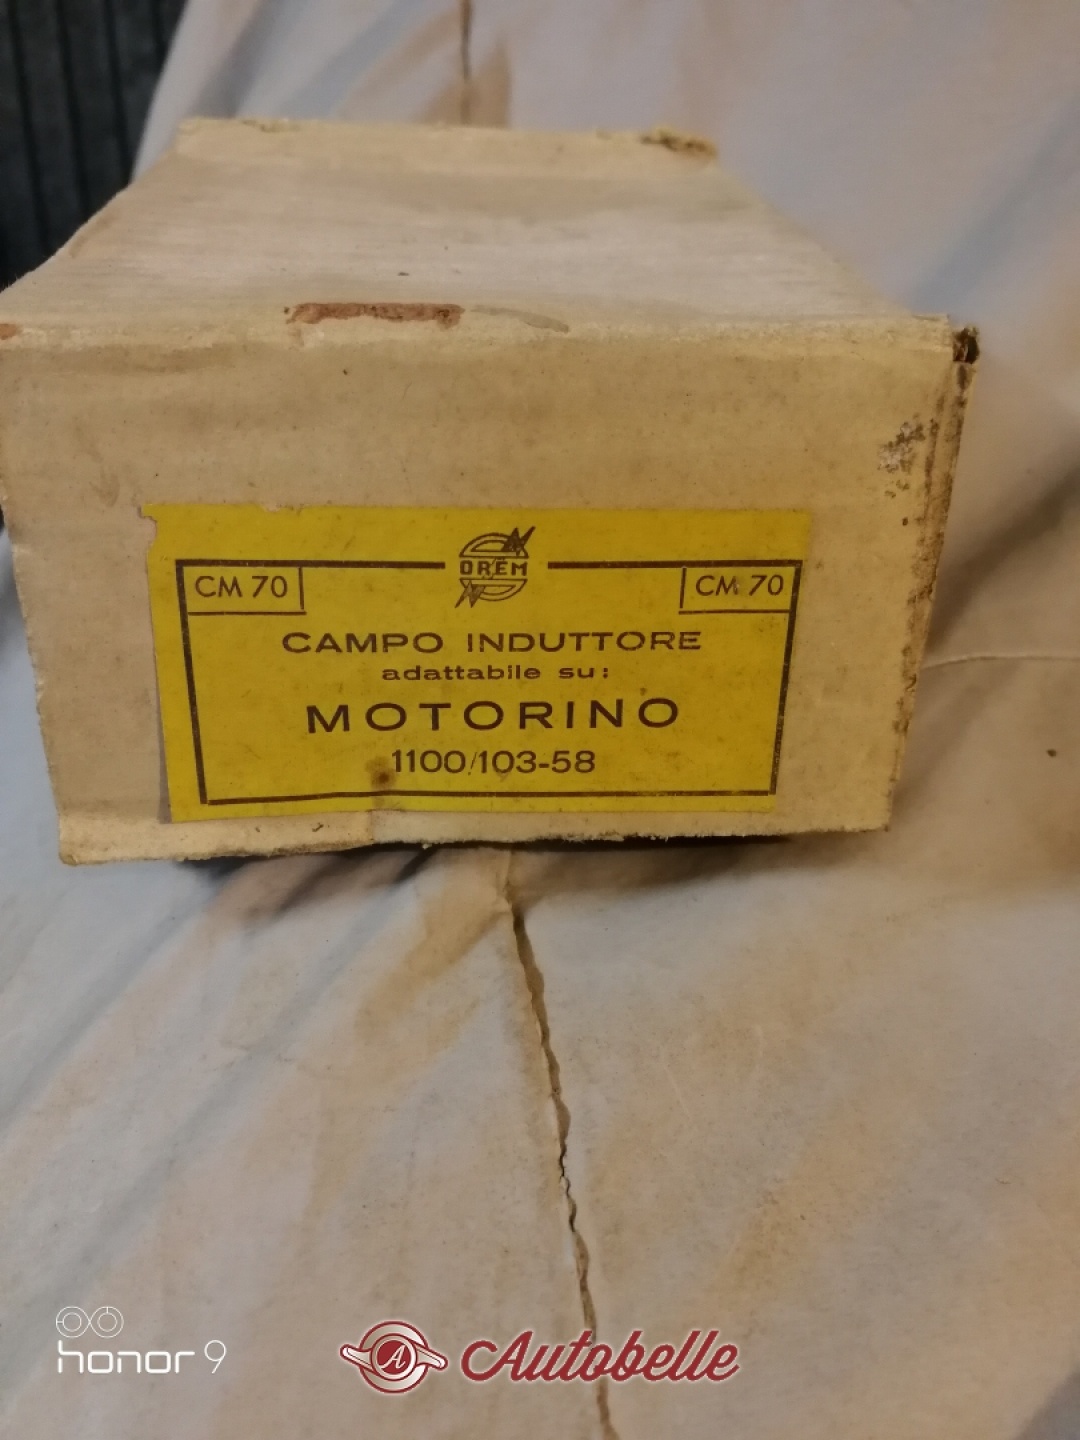 OREM
CM 70 CM 70
CAMPO INDUTTORE
adattabile su:
MOTORINO
1100/103-58
honor 9
A Autobelle